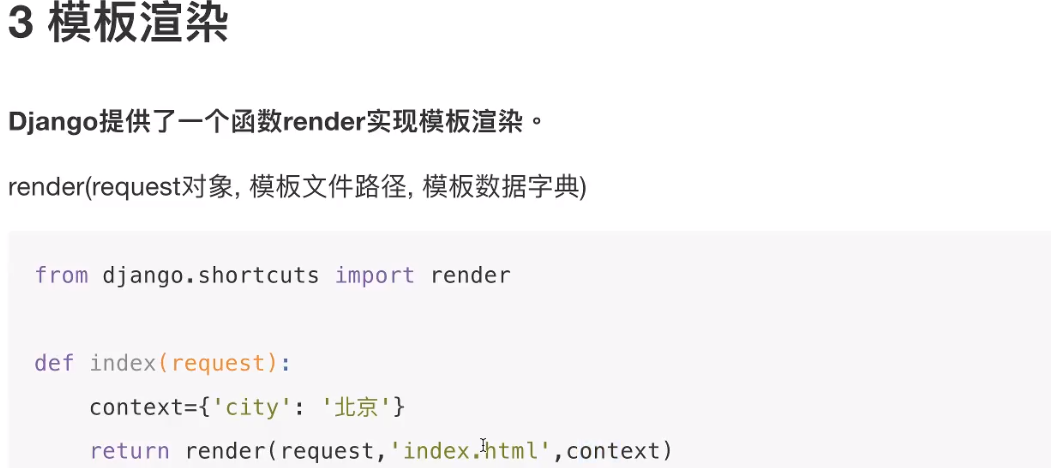 3 模板渲染
Django提供了一个函数render实现模板渲染。
render(request对象, 模板文件路径, 模板数据字典)
from django.shortcuts import render
def index(request):
    context={'city': '北京'}
    return render(request,'index.html',context)